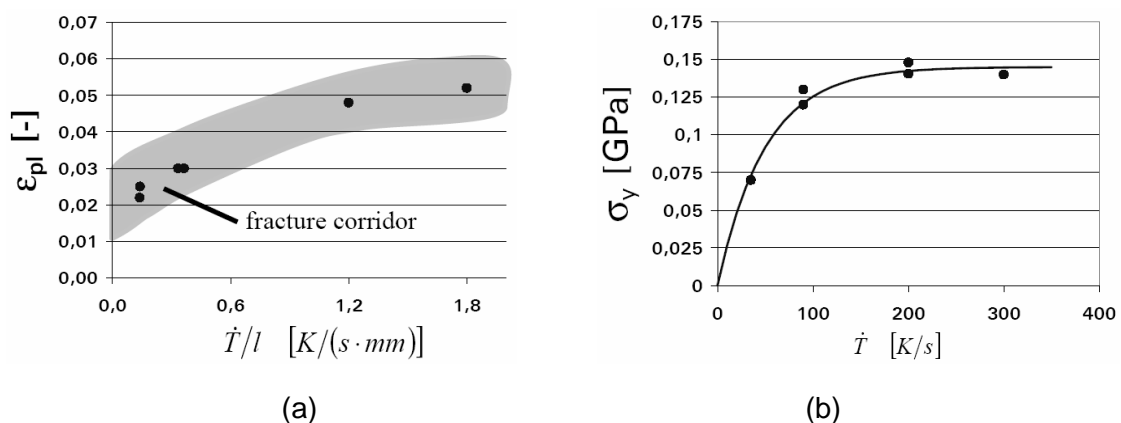 0,07
0,06
0,05
0,04
0,03
0,02
0,01
0,00
εpl [-]
fracture corridor
0,0 0,6 1,2 1,8
Ṫ/l [K/(s·mm)]
(a)
0,175
0,15
0,125
0,1
0,075
0,05
0,025
0
σy [GPa]
0 100 200 300 400
Ṫ [K/s]
(b)